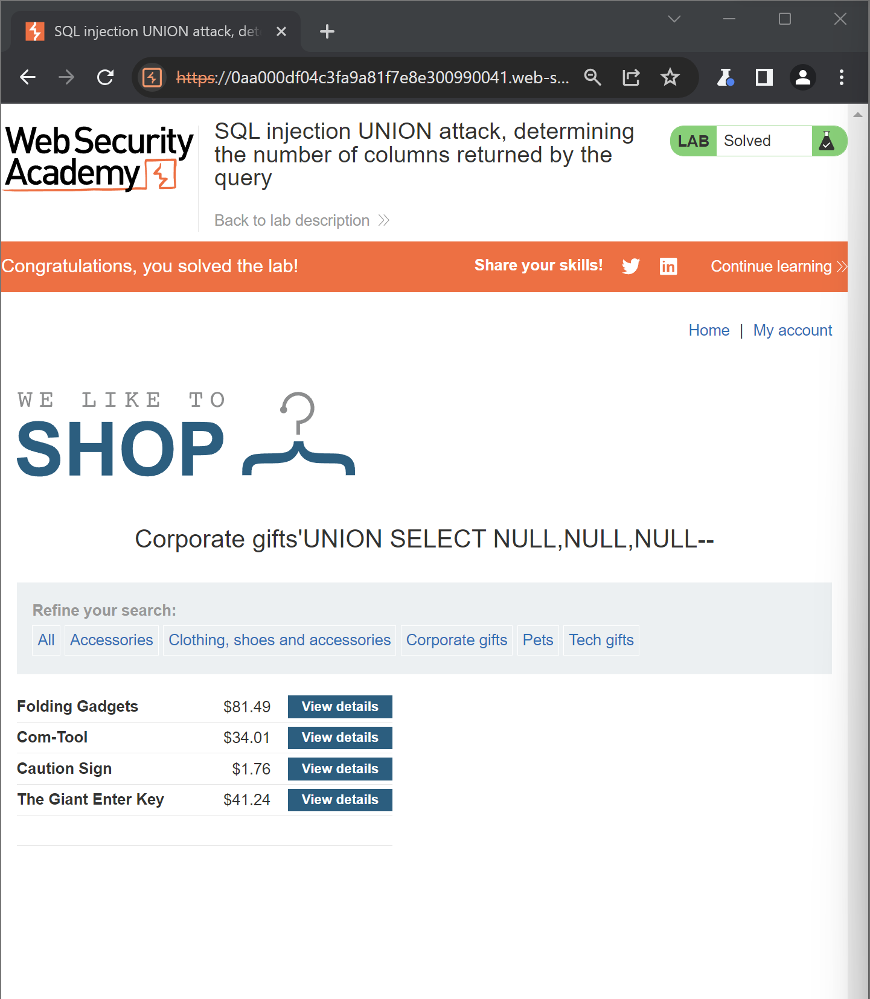 SQL injection UNION attack, dete
https://0aa000df04c3fa9a81f7e8e300990041.web-s...
Web Security
Academy
SQL injection UNION attack, determining
the number of columns returned by the
query
Back to lab description
LAB Solved
Congratulations, you solved the lab!
Share your skills!
Continue learning
Home | My account
WE LIKE TO
SHOP
Corporate gifts'UNION SELECT NULL,NULL,NULL--
Refine your search:
All Accessories Clothing, shoes and accessories Corporate gifts Pets Tech gifts
Folding Gadgets $81.49 View details
Com-Tool $34.01 View details
Caution Sign $1.76 View details
The Giant Enter Key $41.24 View details